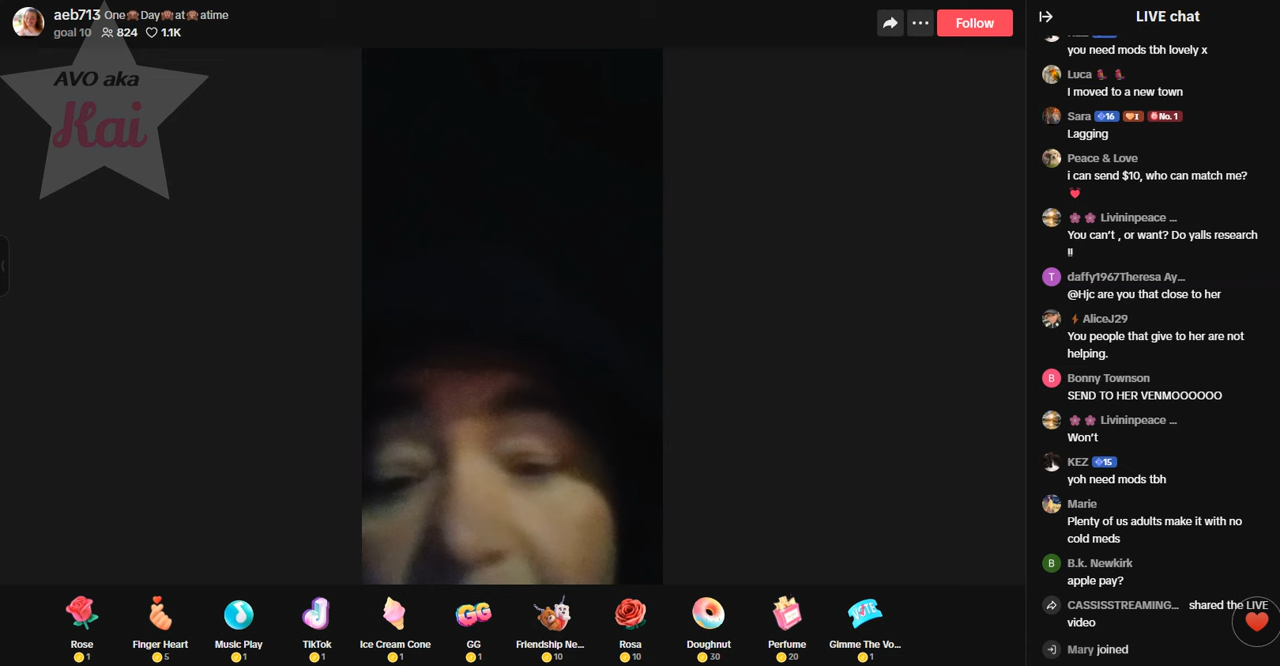 aeb713 One🙈Day🙈at🙈atime
goal 10 824 1.1K
Follow
AVO aka
Kai
LIVE chat
you need mods tbh lovely x
Luca
I moved to a new town
Sara 16 I No. 1
Lagging
Peace & Love
i can send $10, who can match me?
Livininpeace ...
You can't , or want? Do yalls research
!!
T daffy1967Theresa Ay...
@Hjc are you that close to her
AliceJ29
You people that give to her are not
helping.
B Bonny Townson
SEND TO HER VENMOOOOOO
Livininpeace ...
Won't
KEZ 15
yoh need mods tbh
Marie
Plenty of us adults make it with no
cold meds
B B.k. Newkirk
apple pay?
CASSISSTREAMING... shared the LIVE
video
Mary joined
Rose Finger Heart Music Play TikTok Ice Cream Cone GG Friendship Ne... Rosa Doughnut Perfume GImme The Vo...
1 5 1 1 1 1 10 10 30 20 1